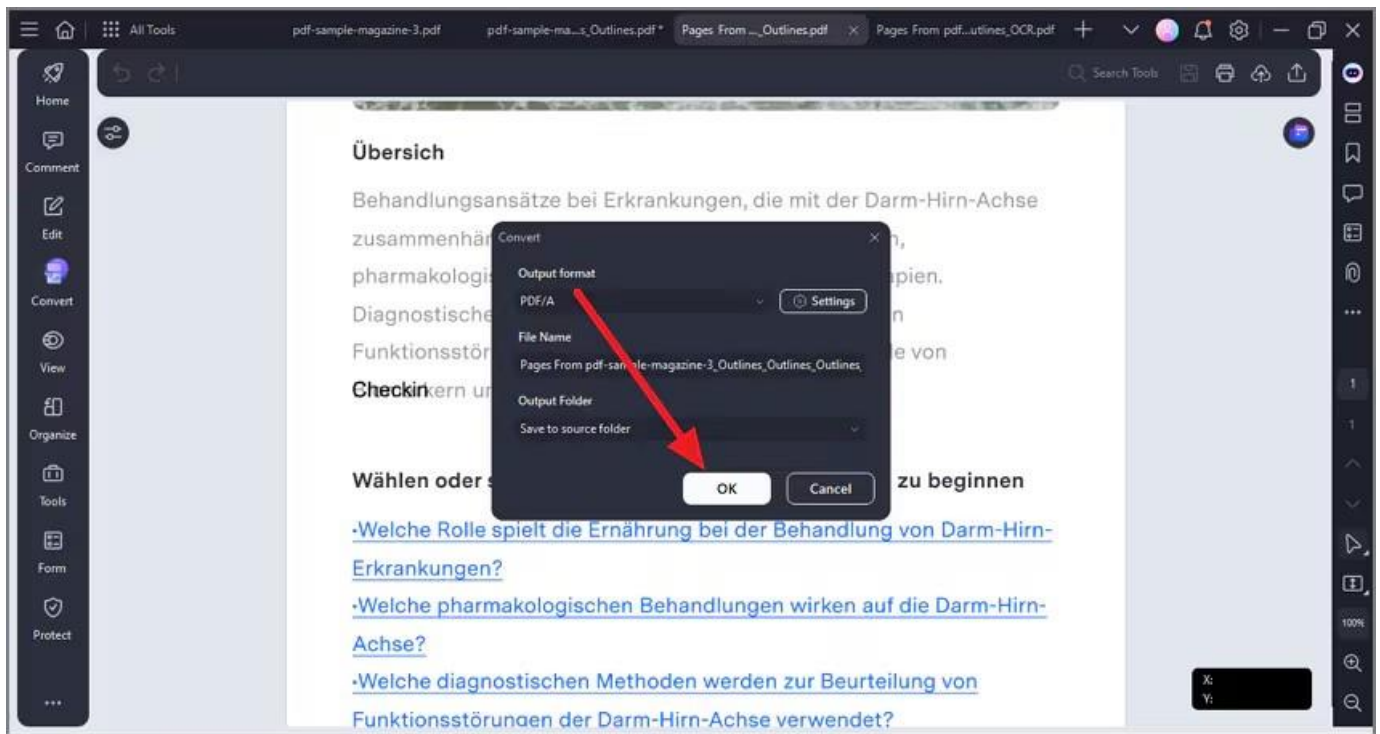 All Tools
pdf-sample-magazine-3.pdf
pdf-sample-ma...s_Outlines.pdf *
Pages From ..._Outlines.pdf
Pages From pdf...utlines_OCR.pdf
Search Tools
Home
Comment
Edit
Convert
View
Organize
Tools
Form
Protect
Übersich
Behandlungsansätze bei Erkrankungen, die mit der Darm-Hirn-Achse
zusammenhän
pharmakologi pien.
Diagnostische n
Funktionsstör e von
Checkin kern un
Convert
Output format
PDF/A
Settings
File Name
Pages From pdf-sample-magazine-3_Outlines_Outlines_Outlines_
Output Folder
Save to source folder
OK
Cancel
Wählen oder s zu beginnen
•Welche Rolle spielt die Ernährung bei der Behandlung von Darm-Hirn-
Erkrankungen?
•Welche pharmakologischen Behandlungen wirken auf die Darm-Hirn-
Achse?
•Welche diagnostischen Methoden werden zur Beurteilung von
Funktionsstörungen der Darm-Hirn-Achse verwendet?
1
1
100%
X:
Y: